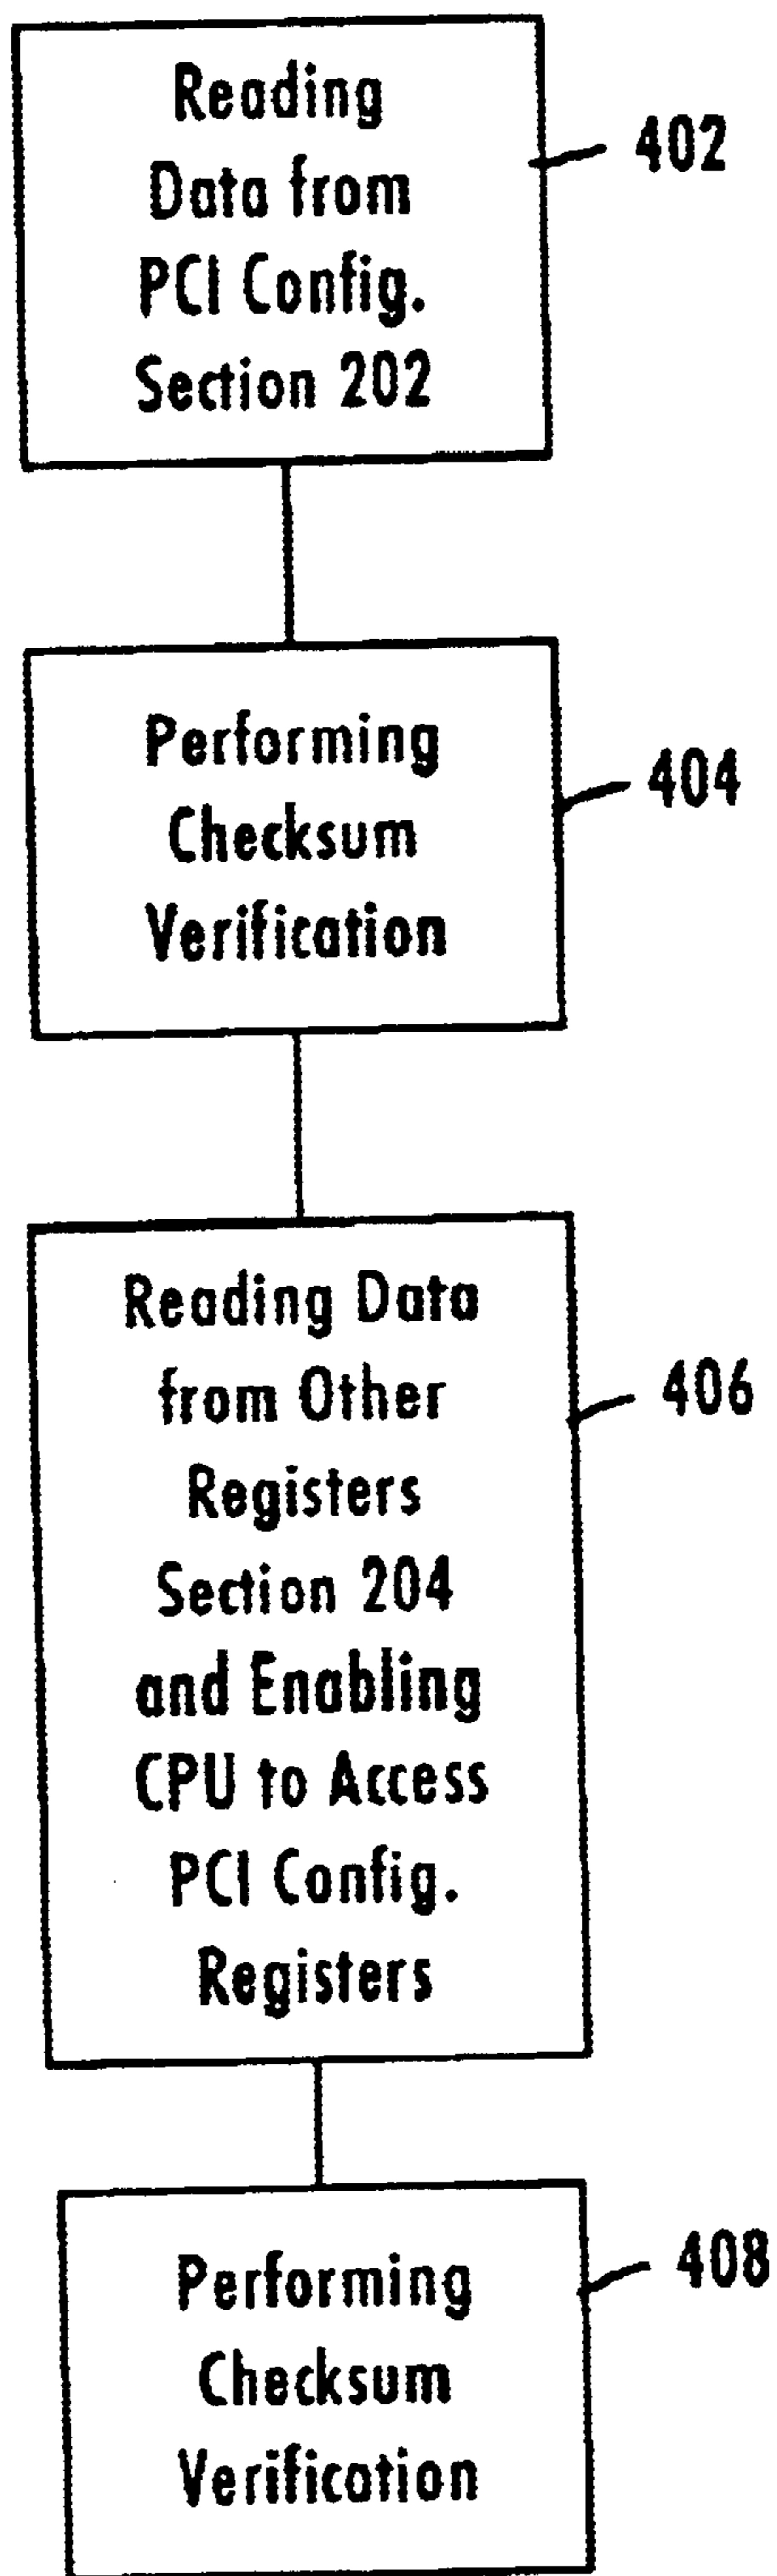 Reading
Data from
PCI Config.
Section 202
402
Performing
Checksum
Verification
404
Reading Data
from Other
Registers
Section 204
and Enabling
CPU to Access
PCI Config.
Registers
406
Performing
Checksum
Verification
408